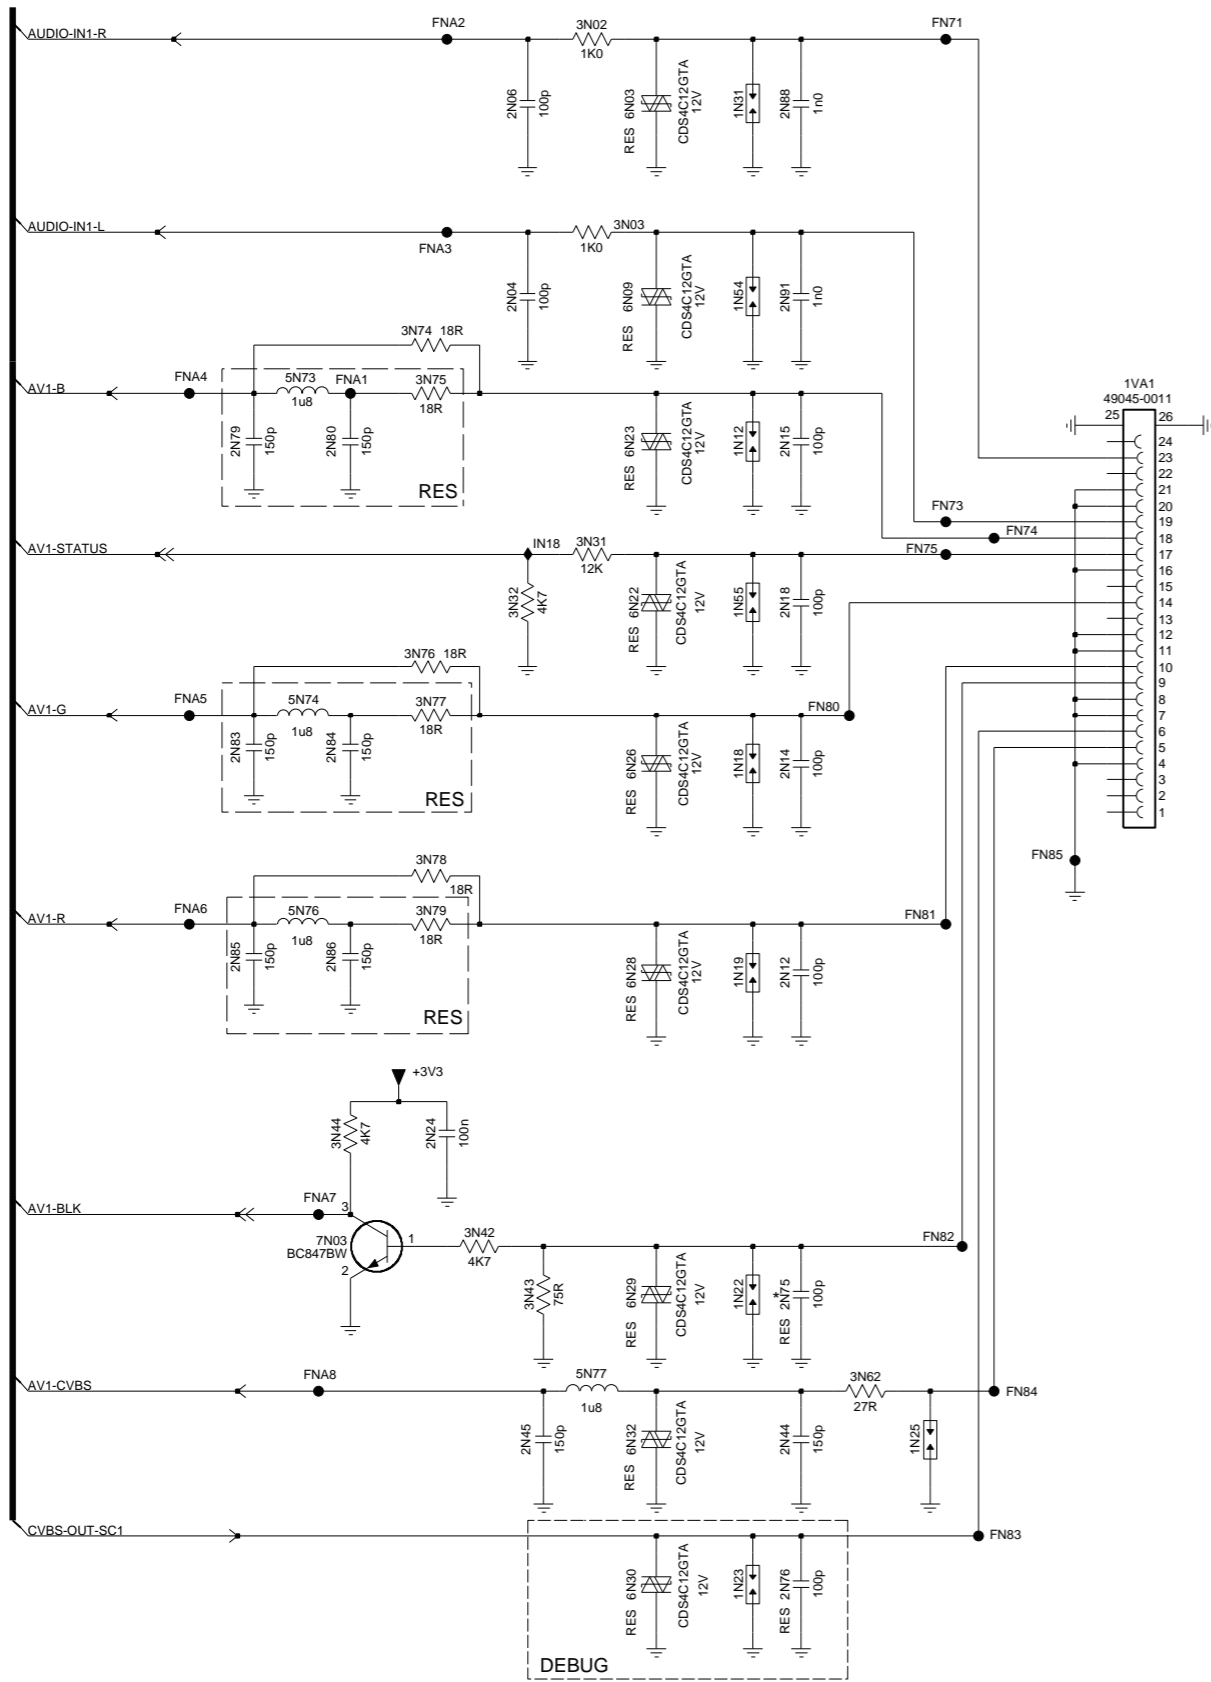 AUDIO-IN1-R
FNA2
3N02
1K0
FN71
2N06
100p
RES 6N03
CDS4C12GTA
12V
1N31
2N88
1n0
AUDIO-IN1-L
FNA3
3N03
1K0
2N04
100p
RES 6N09
CDS4C12GTA
12V
1N54
2N91
1n0
3N74 18R
AV1-B
FNA4
5N73
1u8
FNA1
3N75
18R
2N79
150p
2N80
150p
RES
RES 6N23
CDS4C12GTA
12V
1N12
2N15
100p
1VA1
49045-0011
25
26
24
23
22
21
20
19
18
17
16
15
14
13
12
11
10
9
8
7
6
5
4
3
2
1
FN73
FN74
FN75
AV1-STATUS
IN18
3N31
12K
3N32
4K7
RES 6N22
CDS4C12GTA
12V
1N55
2N18
100p
3N76 18R
AV1-G
FNA5
5N74
1u8
3N77
18R
2N83
150p
2N84
150p
RES
FN80
RES 6N26
CDS4C12GTA
12V
1N18
2N14
100p
FN85
3N78
18R
AV1-R
FNA6
5N76
1u8
3N79
18R
2N85
150p
2N86
150p
RES
FN81
RES 6N28
CDS4C12GTA
12V
1N19
2N12
100p
+3V3
3N44
4K7
2N24
100n
AV1-BLK
FNA7
3
7N03
BC847BW
1
2
3N42
4K7
3N43
75R
RES 6N29
CDS4C12GTA
12V
1N22
*
RES 2N75
100p
FN82
AV1-CVBS
FNA8
5N77
1u8
2N45
150p
RES 6N32
CDS4C12GTA
12V
2N44
150p
3N62
27R
1N25
FN84
CVBS-OUT-SC1
FN83
RES 6N30
CDS4C12GTA
12V
1N23
RES 2N76
100p
DEBUG